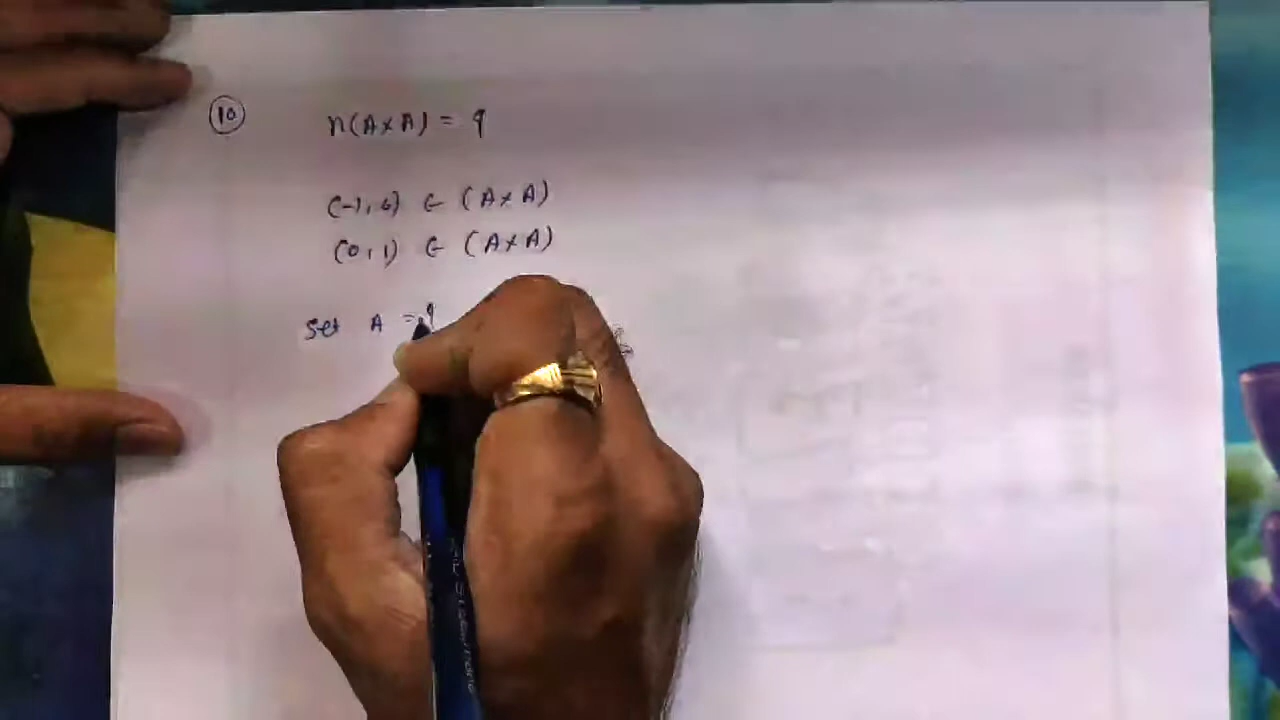 10 n(A×A) = 9
(-1, 0) ∈ (A×A)
(0, 1) ∈ (A×A)
Set A = {